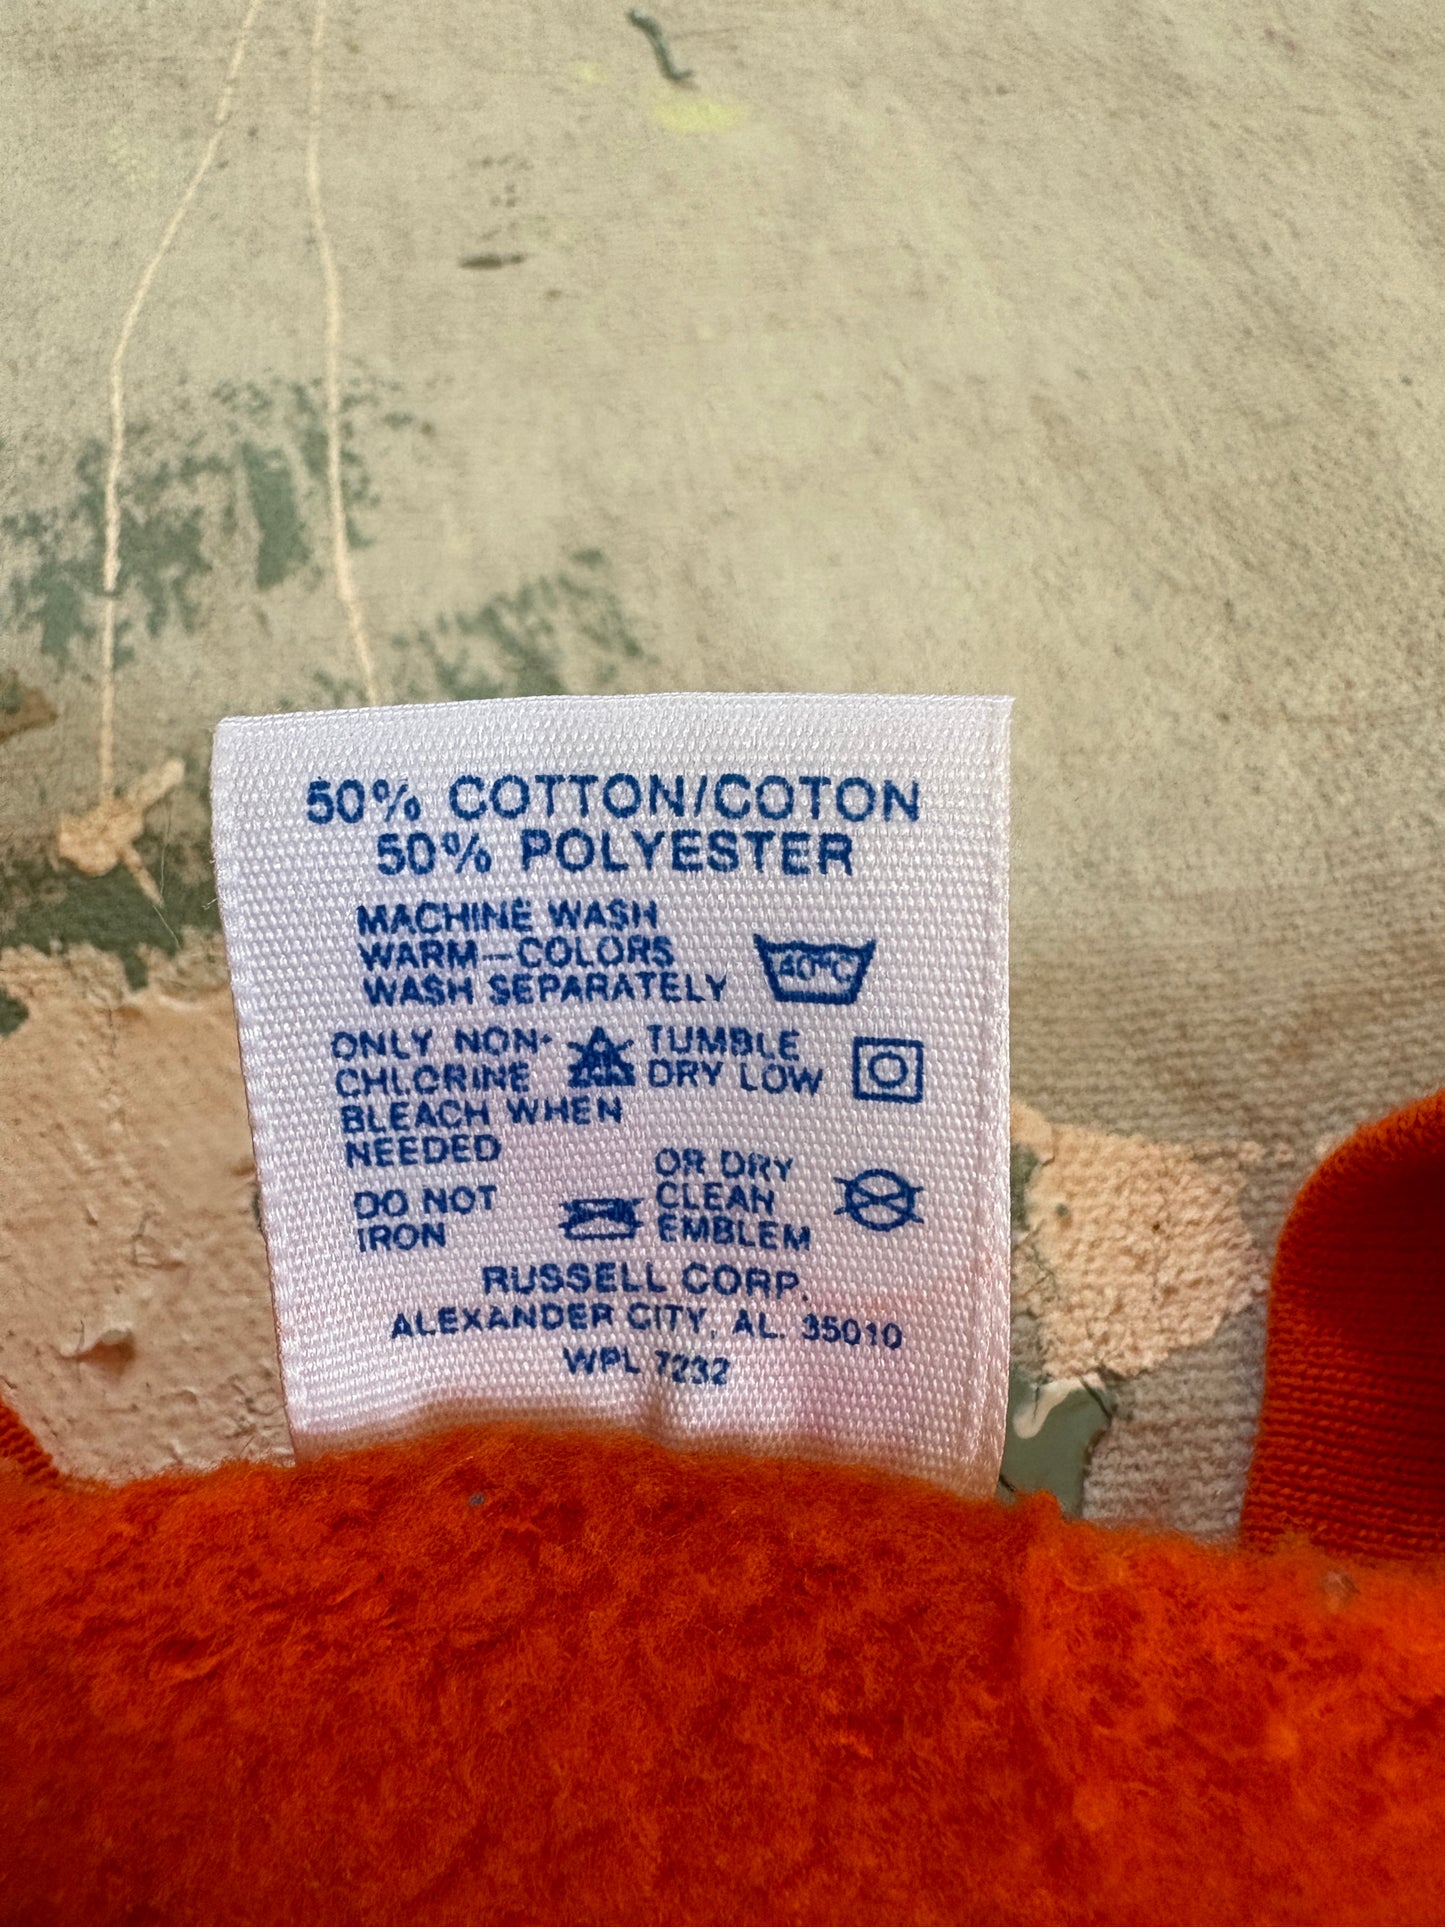 50% COTTON/COTON
50% POLYESTER
MACHINE WASH
WARM-COLORS
WASH SEPARATELY
40°C
ONLY NON-
CHLORINE
BLEACH WHEN
NEEDED
TUMBLE
DRY LOW
DO NOT
IRON
OR DRY
CLEAN
EMBLEM
RUSSELL CORP.
ALEXANDER CITY, AL. 35010
WPL 7232